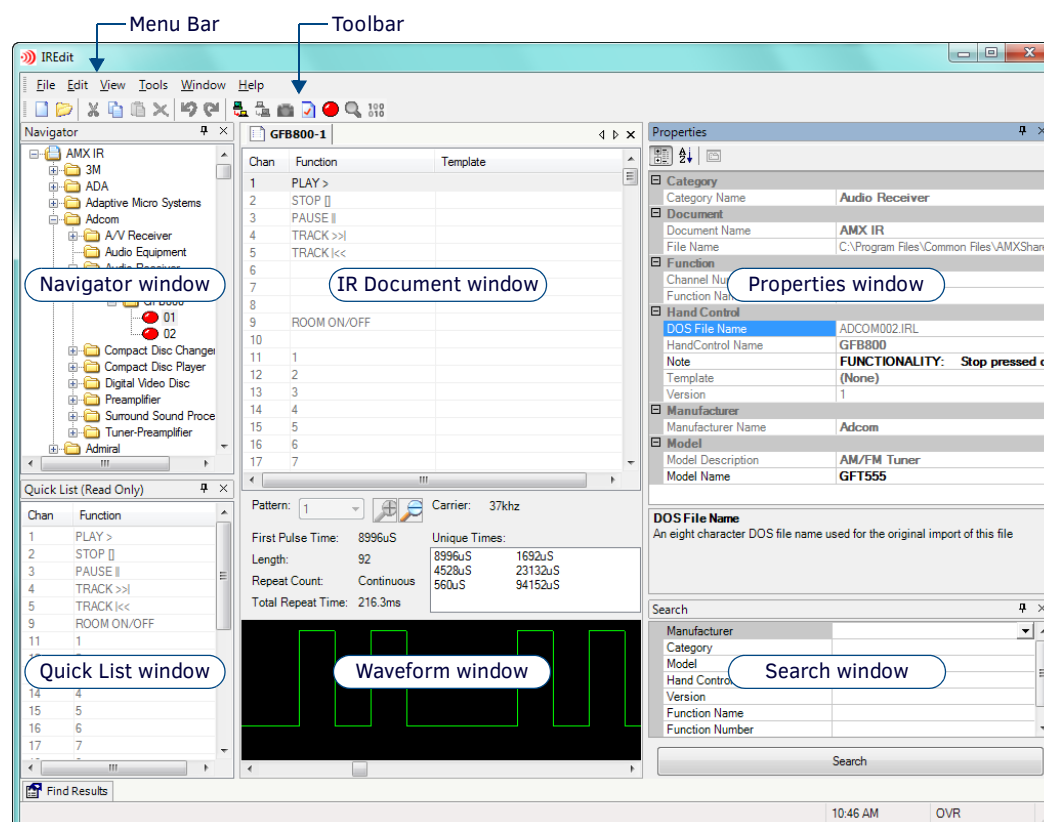 Menu Bar
Toolbar
IREdit
File Edit View Tools Window Help
Navigator
AMX IR
3M
ADA
Adaptive Micro Systems
Adcom
A/V Receiver
Audio Equipment
Audio Receiver
Navigator window
GFB800
01
02
Compact Disc Changer
Compact Disc Player
Digital Video Disc
Preamplifier
Surround Sound Proce
Tuner-Preamplifier
Admiral
Quick List (Read Only)
Chan Function
1 PLAY >
2 STOP []
3 PAUSE ||
4 TRACK >>|
5 TRACK |<<
9 ROOM ON/OFF
11 1
Quick List window
14 4
15 5
16 6
17 7
GFB800-1
Chan Function Template
1 PLAY >
2 STOP []
3 PAUSE ||
4 TRACK >>|
5 TRACK |<<
6
7
IR Document window
8
9 ROOM ON/OFF
10
11 1
12 2
13 3
14 4
15 5
16 6
17 7
Pattern: 1 Carrier: 37khz
First Pulse Time: 8996uS Unique Times:
Length: 92
Repeat Count: Continuous
Total Repeat Time: 216.3ms
8996uS 1692uS
4528uS 23132uS
560uS 94152uS
Waveform window
Properties
Category
Category Name Audio Receiver
Document
Document Name AMX IR
File Name C:\Program Files\Common Files\AMXShare
Function
Channel Nu
Properties window
Function Na
Hand Control
DOS File Name ADCOM002.IRL
HandControl Name GFB800
Note FUNCTIONALITY: Stop pressed
Template (None)
Version 1
Manufacturer
Manufacturer Name Adcom
Model
Model Description AM/FM Tuner
Model Name GFT555
DOS File Name
An eight character DOS file name used for the original import of this file
Search
Manufacturer
Category
Model
Search window
Hand Contro
Version
Function Name
Function Number
Search
Find Results
10:46 AM OVR